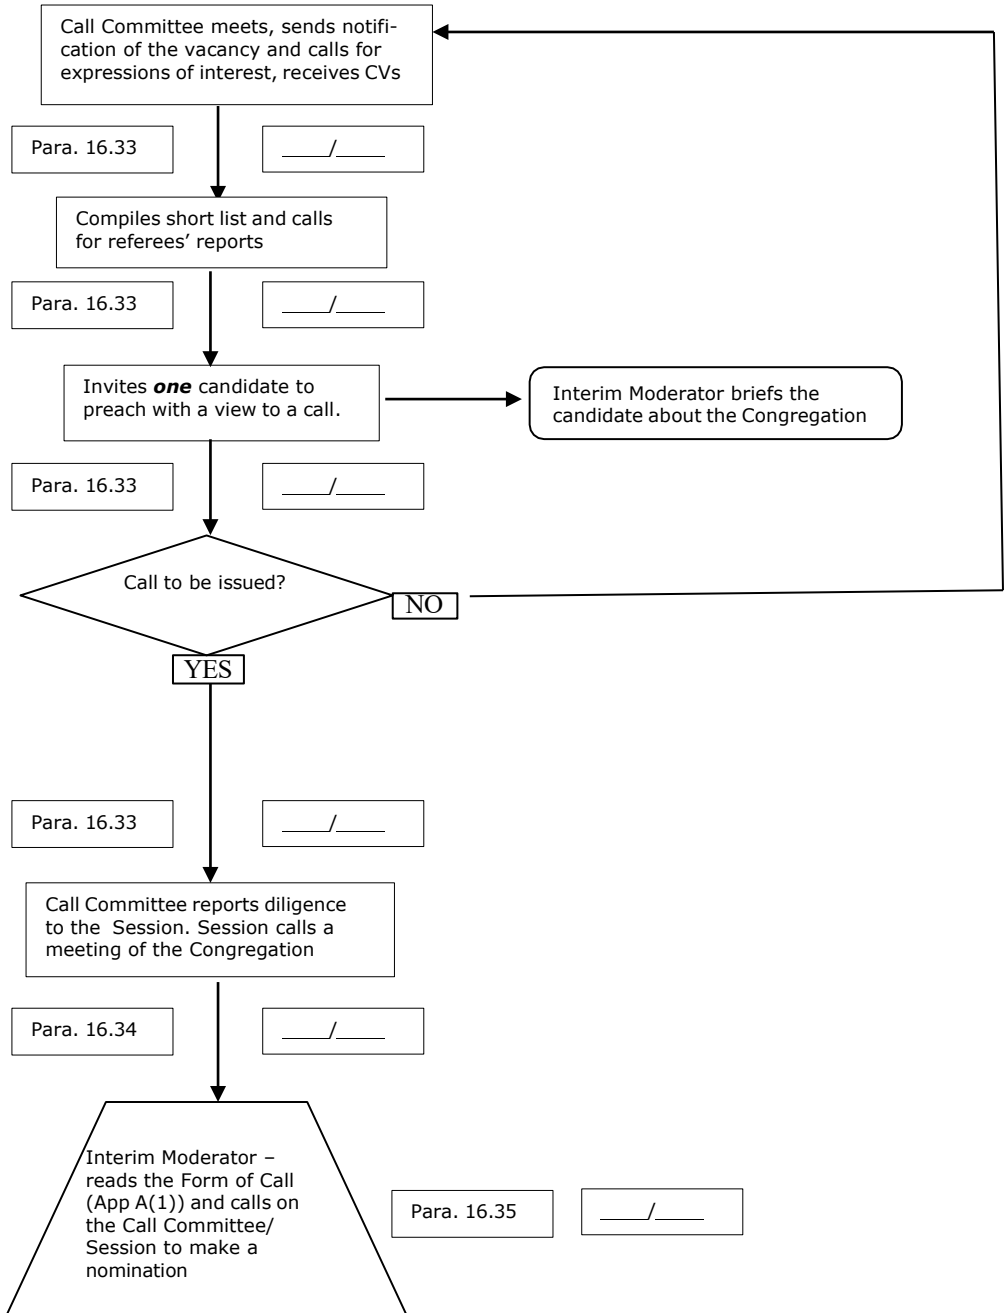 Call Committee meets, sends notifi-
cation of the vacancy and calls for
expressions of interest, receives CVs
Para. 16.33
____/____
Compiles short list and calls
for referees’ reports
Para. 16.33
____/____
Invites one candidate to
preach with a view to a call.
Interim Moderator briefs the
candidate about the Congregation
Para. 16.33
____/____
Call to be issued?
NO
YES
Para. 16.33
____/____
Call Committee reports diligence
to the Session. Session calls a
meeting of the Congregation
Para. 16.34
____/____
Interim Moderator –
reads the Form of Call
(App A(1)) and calls on
the Call Committee/
Session to make a
nomination
Para. 16.35
____/____